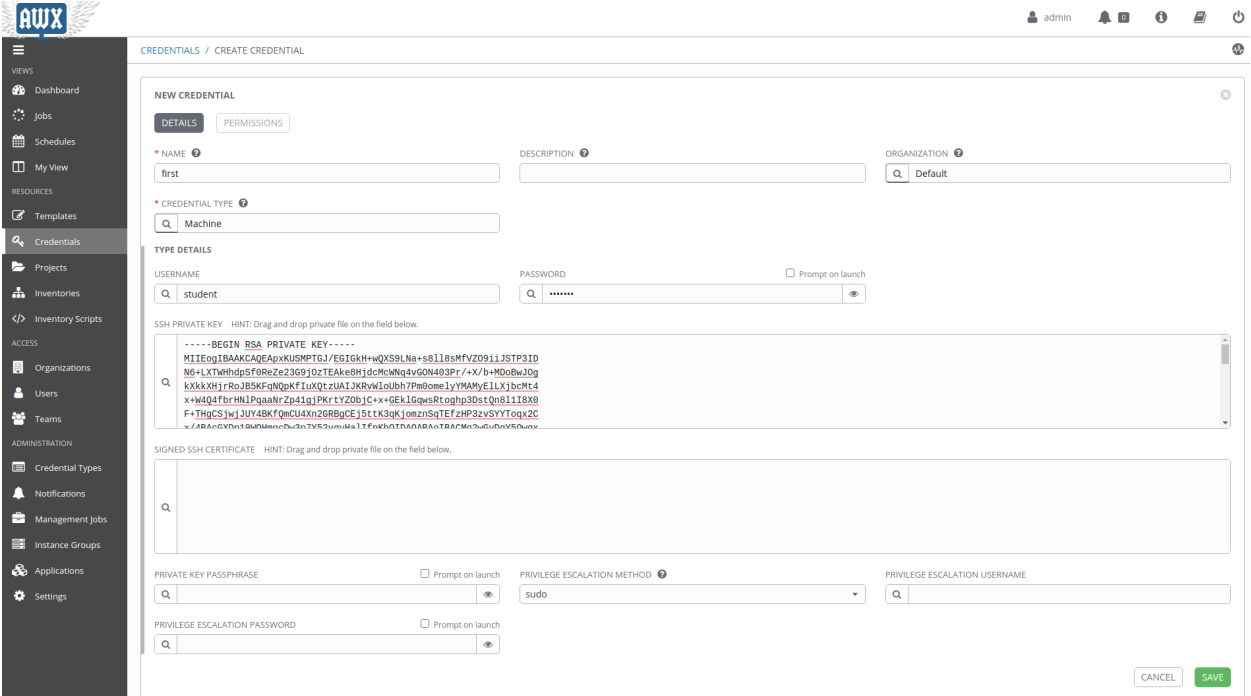 AWX
admin
0
CREDENTIALS / CREATE CREDENTIAL
VIEWS
Dashboard
Jobs
Schedules
My View
RESOURCES
Templates
Credentials
Projects
Inventories
Inventory Scripts
ACCESS
Organizations
Users
Teams
ADMINISTRATION
Credential Types
Notifications
Management Jobs
Instance Groups
Applications
Settings
NEW CREDENTIAL
DETAILS PERMISSIONS
* NAME DESCRIPTION ORGANIZATION
first Default
* CREDENTIAL TYPE
Machine
TYPE DETAILS
USERNAME PASSWORD Prompt on launch
student •••••••
SSH PRIVATE KEY HINT: Drag and drop private file on the field below.
-----BEGIN RSA PRIVATE KEY-----
SIGNED SSH CERTIFICATE HINT: Drag and drop private file on the field below.
PRIVATE KEY PASSPHRASE Prompt on launch PRIVILEGE ESCALATION METHOD PRIVILEGE ESCALATION USERNAME
sudo
PRIVILEGE ESCALATION PASSWORD Prompt on launch
CANCEL SAVE